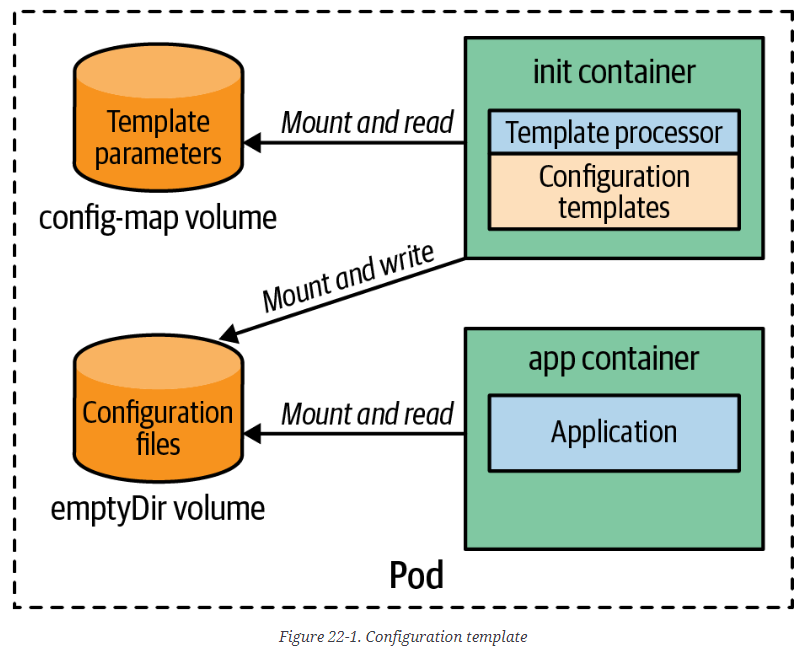 Template
parameters
config-map volume
Mount and read
init container
Template processor
Configuration
templates
Mount and write
Configuration
files
emptyDir volume
Mount and read
app container
Application
Pod
Figure 22-1. Configuration template